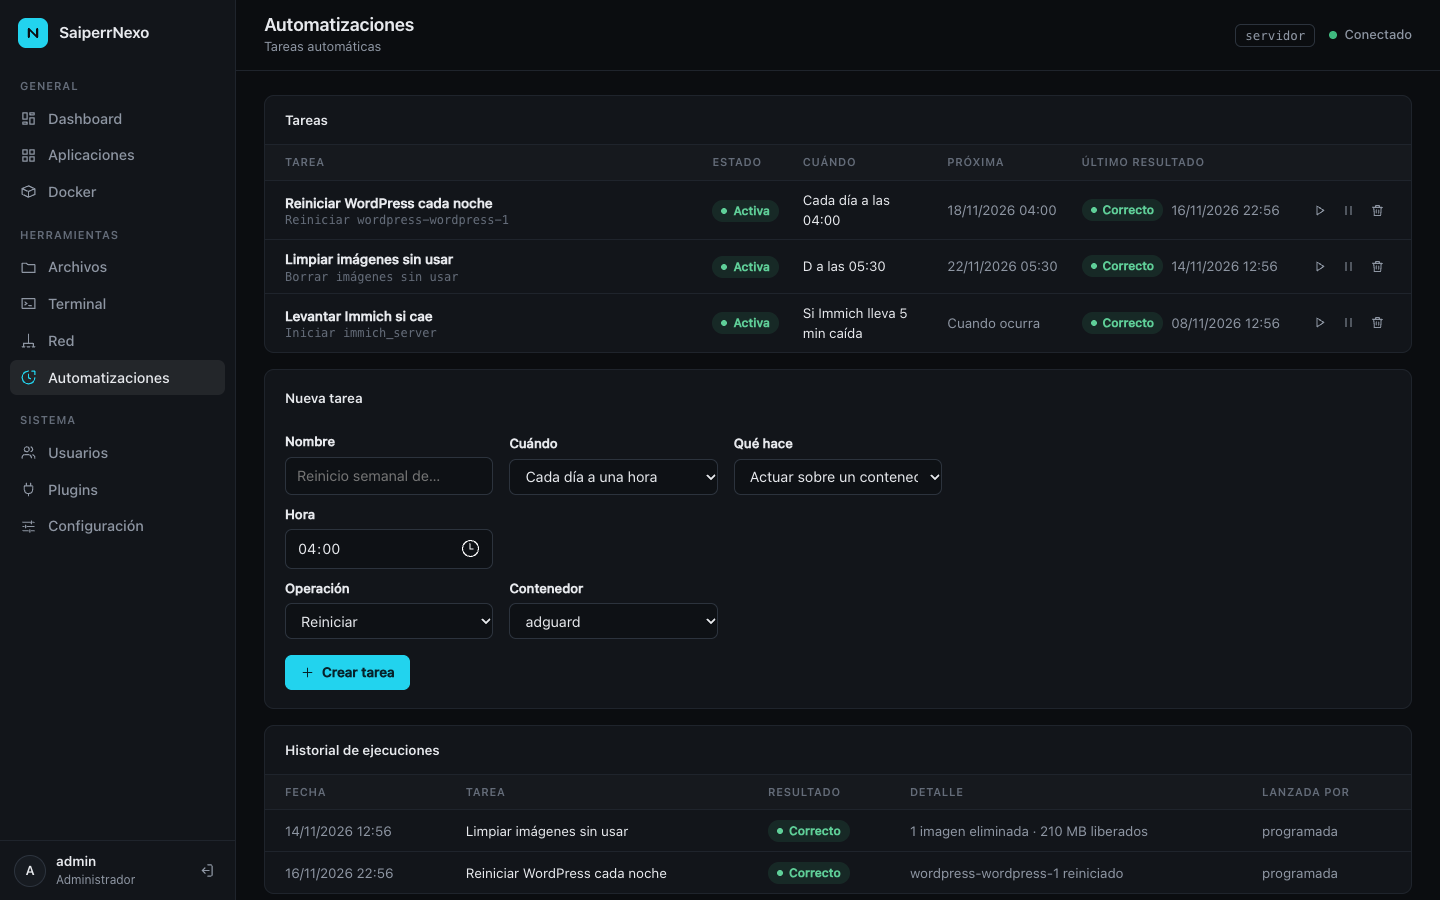 N SaiperrNexo
Automatizaciones
Tareas automáticas
servidor
Conectado
GENERAL
Dashboard
Aplicaciones
Docker
HERRAMIENTAS
Archivos
Terminal
Red
Automatizaciones
SISTEMA
Usuarios
Plugins
Configuración
A
admin
Administrador
Tareas
TAREA ESTADO CUÁNDO PRÓXIMA ÚLTIMO RESULTADO
Reiniciar WordPress cada noche
Reiniciar wordpress-wordpress-1
Activa
Cada día a las
04:00
18/11/2026 04:00
Correcto 16/11/2026 22:56
Limpiar imágenes sin usar
Borrar imágenes sin usar
Activa
D a las 05:30
22/11/2026 05:30
Correcto 14/11/2026 12:56
Levantar Immich si cae
Iniciar immich_server
Activa
Si Immich lleva 5
min caída
Cuando ocurra
Correcto 08/11/2026 12:56
Nueva tarea
Nombre
Reinicio semanal de...
Cuándo
Cada día a una hora
Qué hace
Actuar sobre un contenec
Hora
04:00
Operación
Reiniciar
Contenedor
adguard
Crear tarea
Historial de ejecuciones
FECHA TAREA RESULTADO DETALLE LANZADA POR
14/11/2026 12:56 Limpiar imágenes sin usar Correcto 1 imagen eliminada · 210 MB liberados programada
16/11/2026 22:56 Reiniciar WordPress cada noche Correcto wordpress-wordpress-1 reiniciado programada